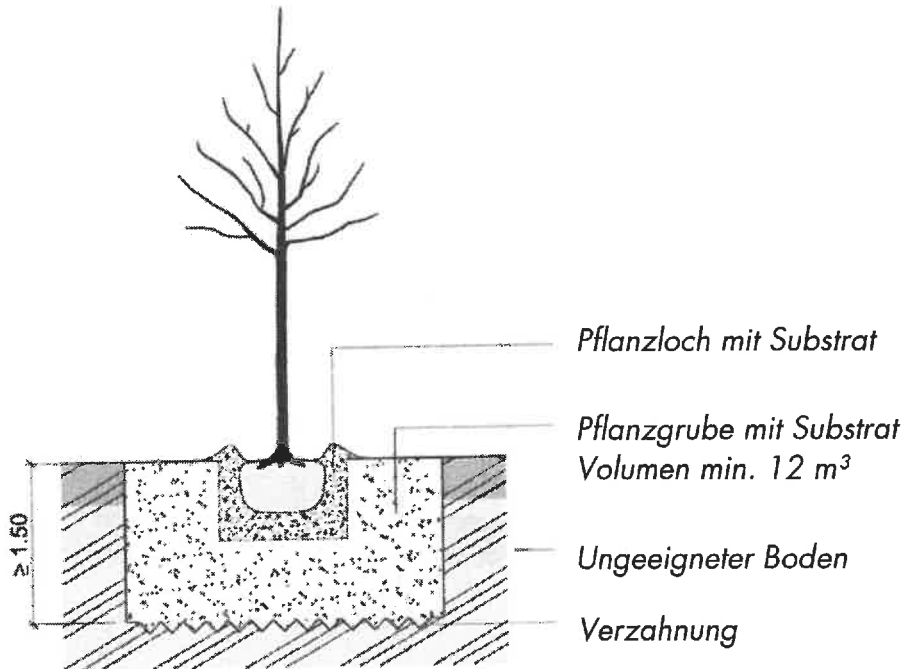 Pflanzloch mit Substrat
Pflanzgrube mit Substrat
Volumen min. 12 m³
≥ 1.50
Ungeeigneter Boden
Verzahnung